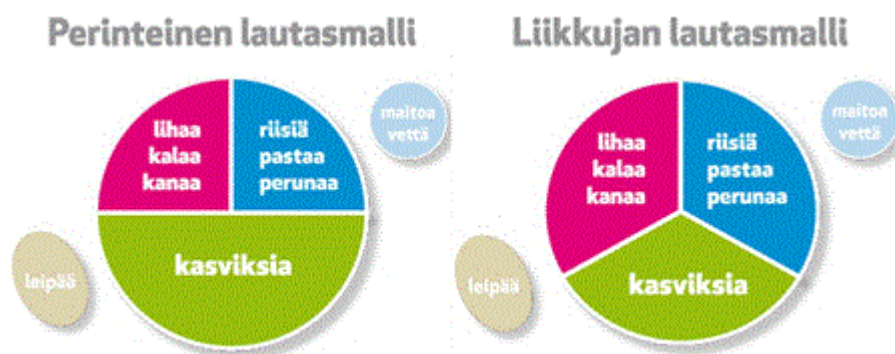 Perinteinen lautasmalli
lihaa
kalaa
kanaa
riisiä
pastaa
perunaa
maitoa
vettä
kasviksia
leipää
Liikkujan lautasmalli
lihaa
kalaa
kanaa
riisiä
pastaa
perunaa
maitoa
vettä
kasviksia
leipää